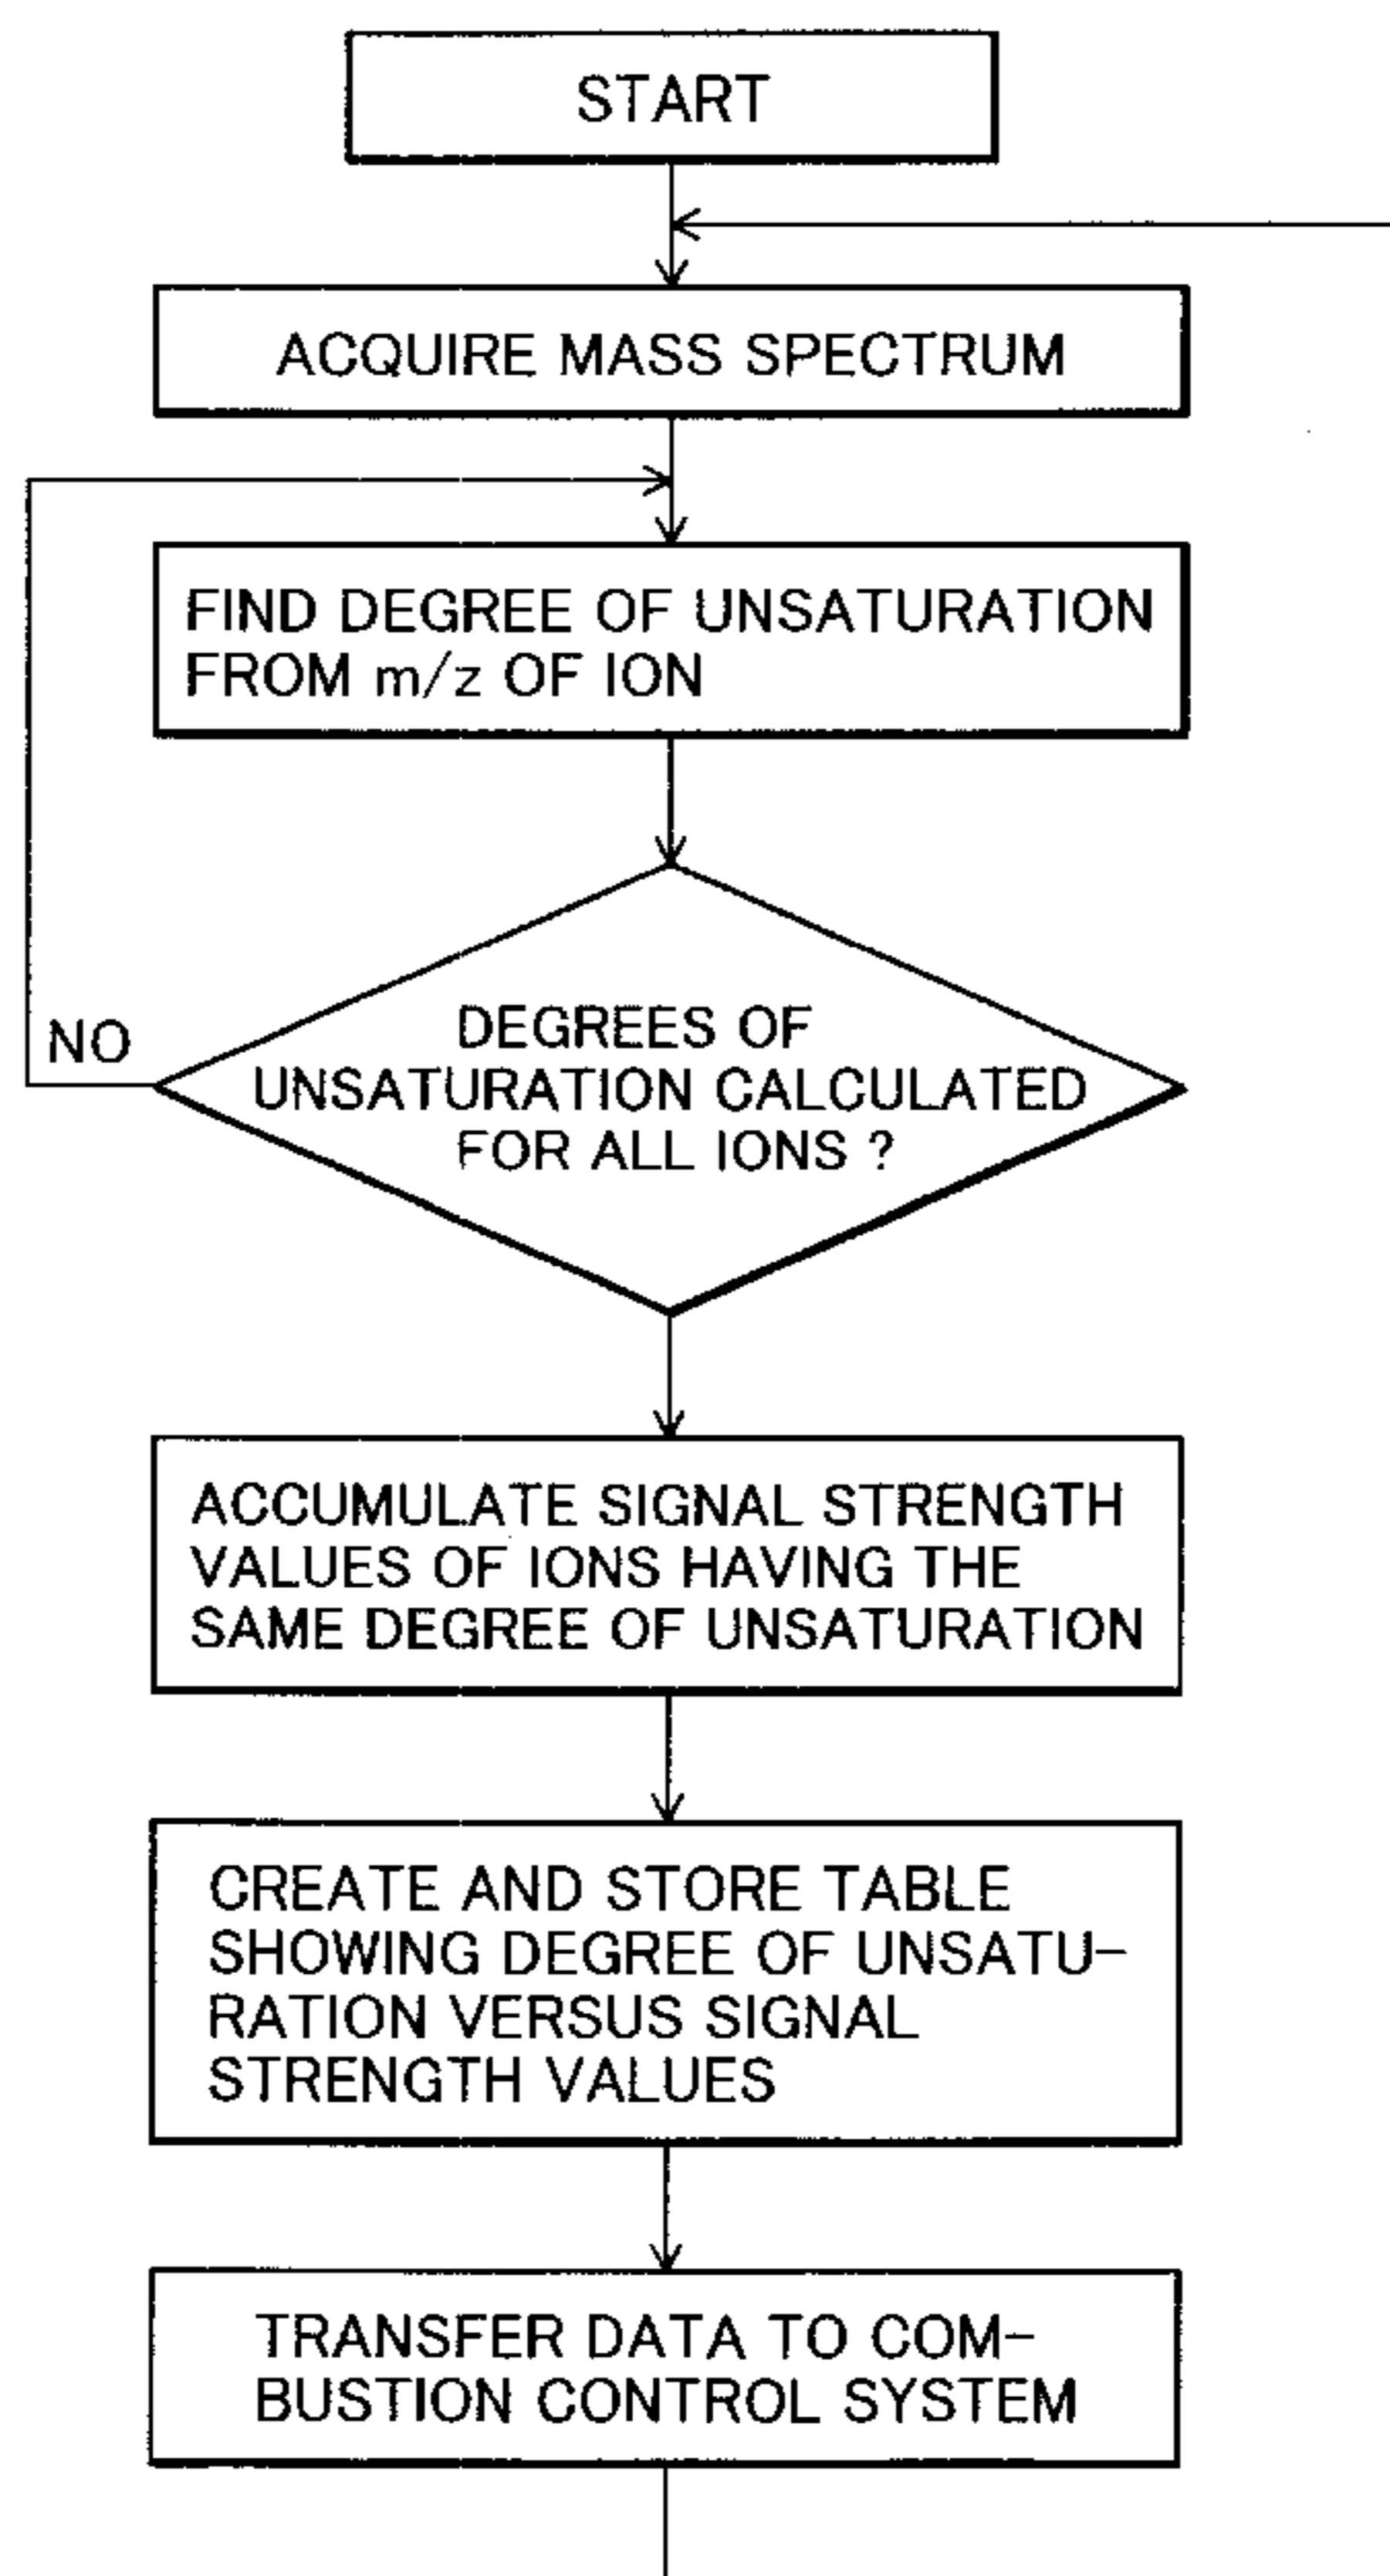 START
ACQUIRE MASS SPECTRUM
FIND DEGREE OF UNSATURATION
FROM m/z OF ION
NO
DEGREES OF
UNSATURATION CALCULATED
FOR ALL IONS ?
ACCUMULATE SIGNAL STRENGTH
VALUES OF IONS HAVING THE
SAME DEGREE OF UNSATURATION
CREATE AND STORE TABLE
SHOWING DEGREE OF UNSATU-
RATION VERSUS SIGNAL
STRENGTH VALUES
TRANSFER DATA TO COM-
BUSTION CONTROL SYSTEM